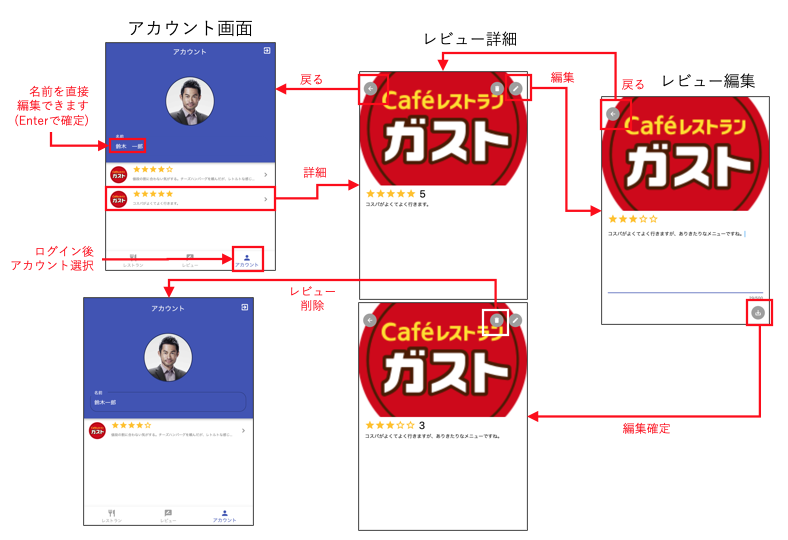 アカウント画面
アカウント
名前を直接
編集できます
(Enterで確定)
名前
鈴木　一郎
ガスト
ガスト
コスパがよくてよく行きます。
ログイン後
アカウント選択
レストラン
レビュー
アカウント
戻る
詳細
レビュー詳細
Caféレストラン
ガスト
5
コスパがよくてよく行きます。
編集
戻る
レビュー編集
Caféレストラン
ガスト
コスパがよくてよく行きますが、ありきたりなメニューですね。
編集確定
レビュー
削除
Caféレストラン
ガスト
3
コスパがよくてよく行きますが、ありきたりなメニューですね。
アカウント
名前
鈴木一郎
ガスト
レストラン
レビュー
アカウント